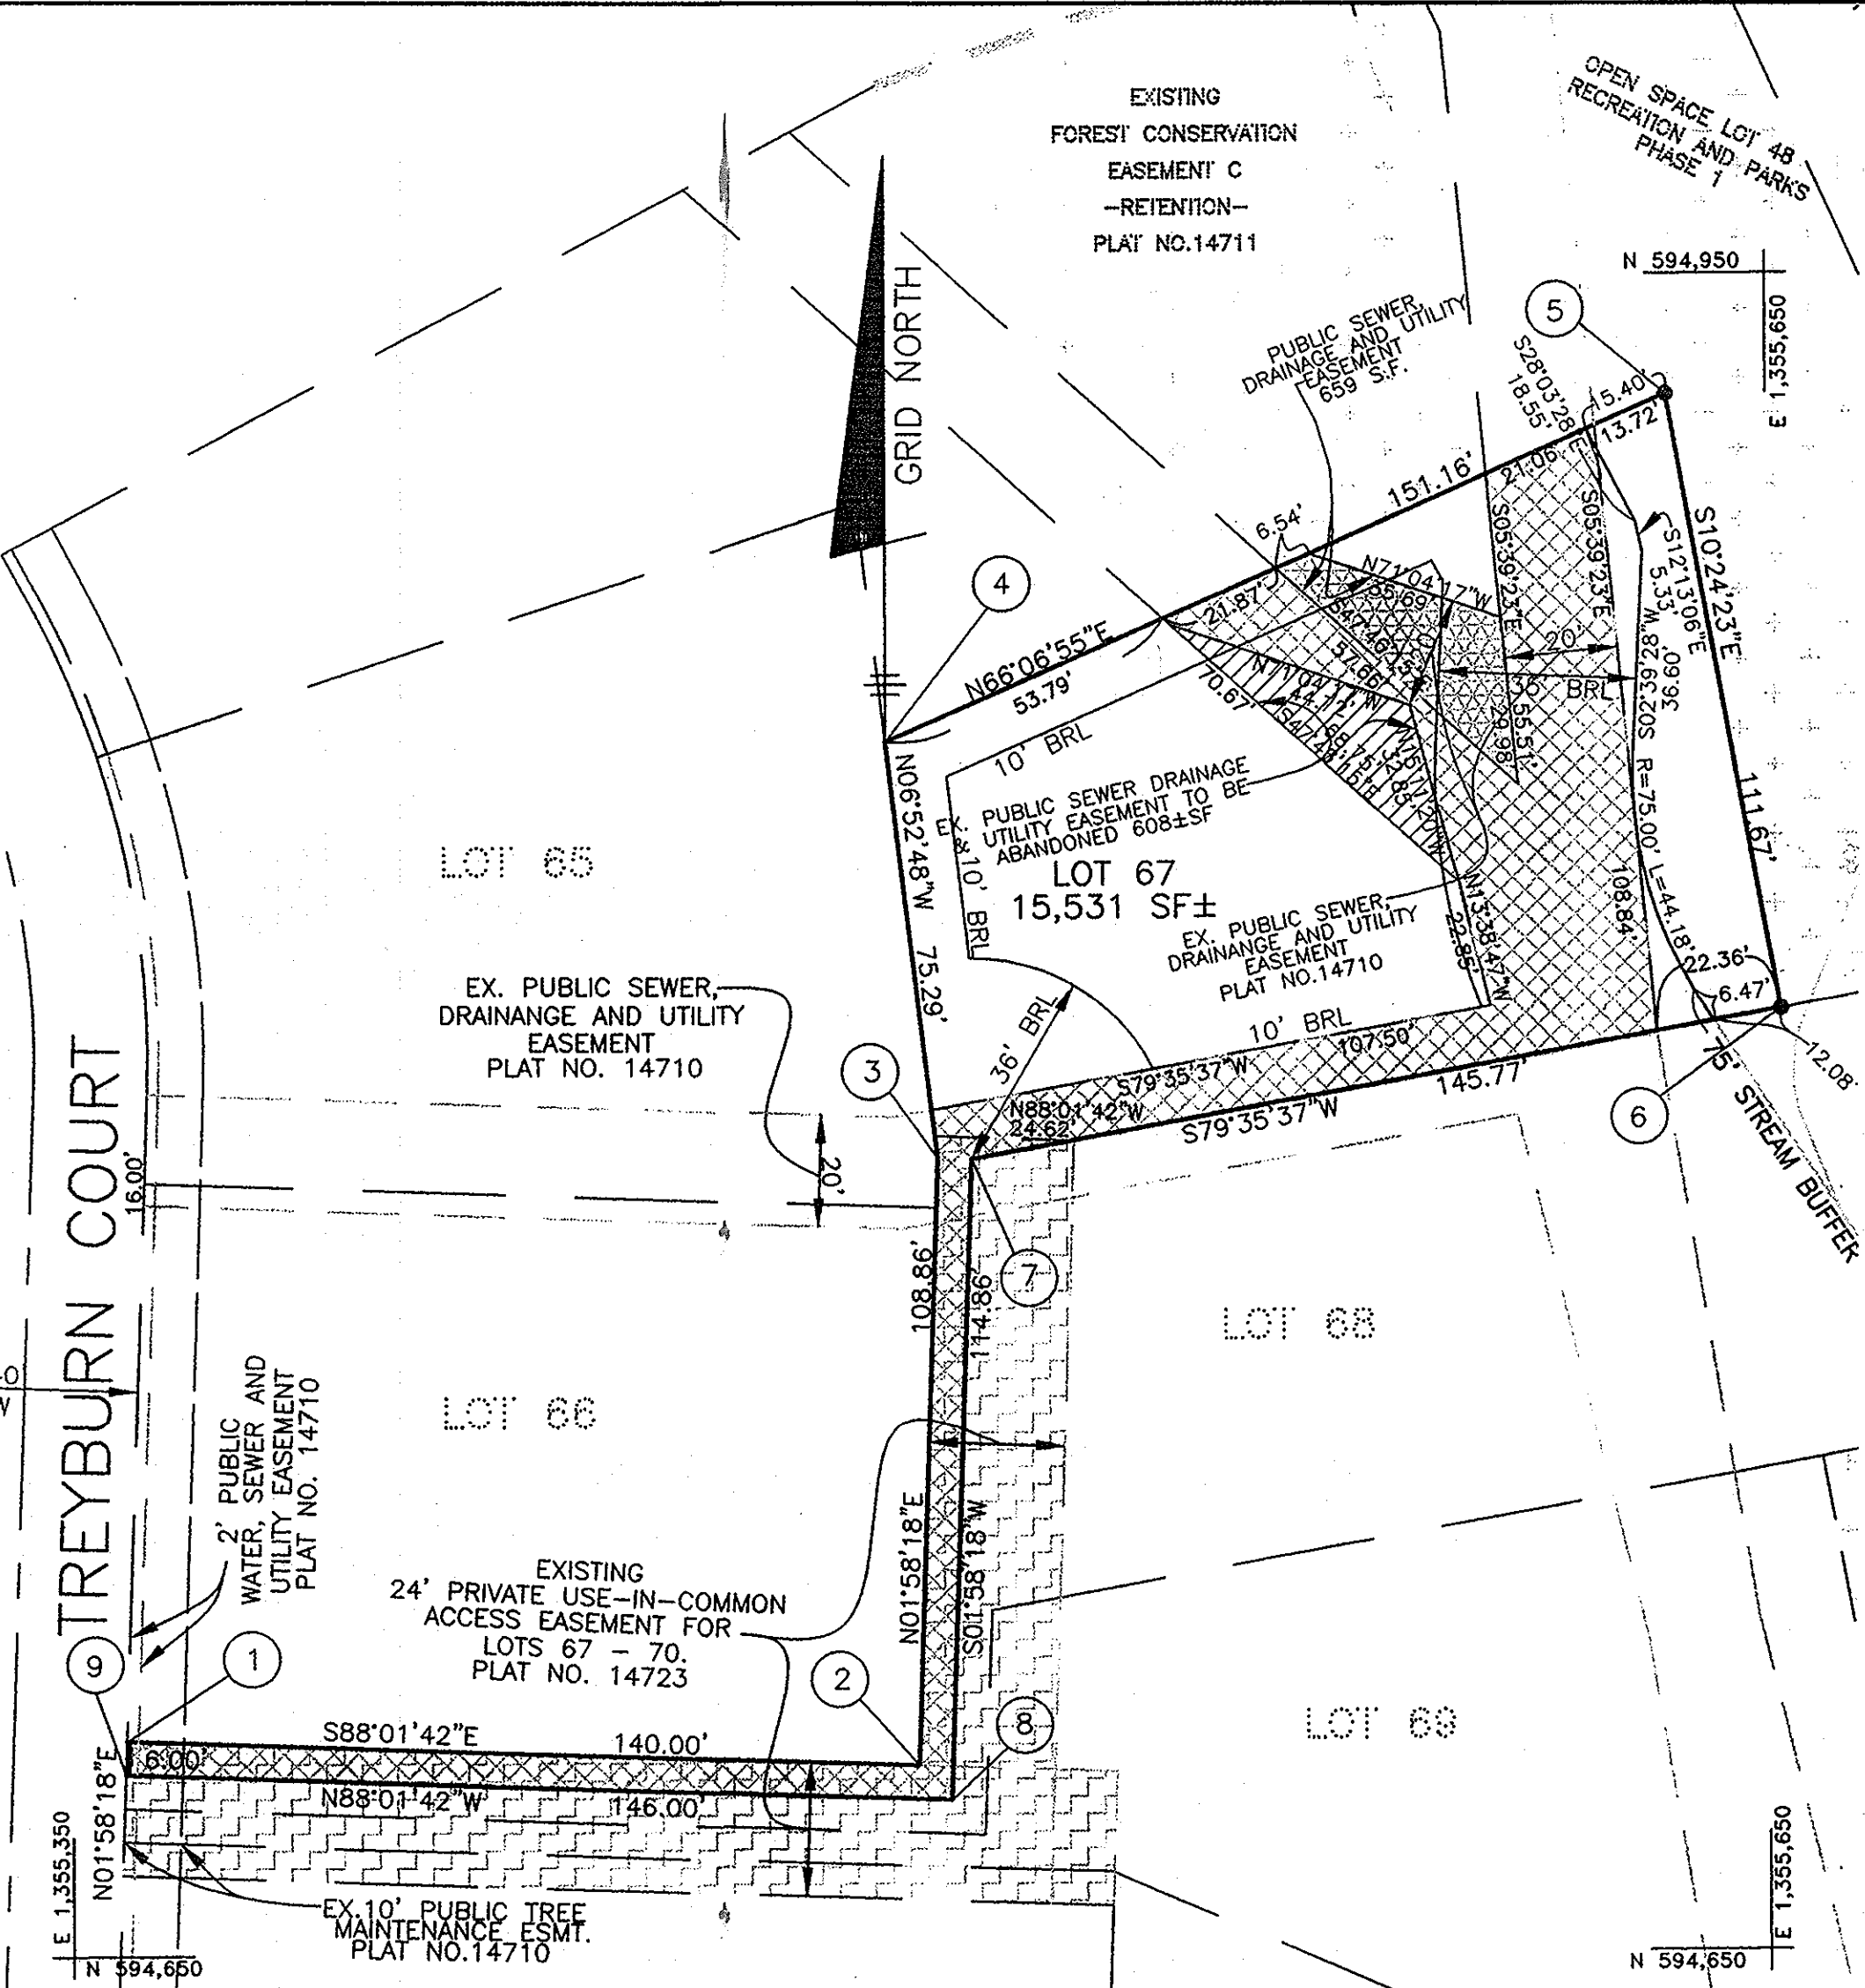 EXISTING
FOREST CONSERVATION
EASEMENT C
-RETENTION-
PLAT NO.14711
OPEN SPACE LOT 48
RECREATION AND PARKS
PHASE 1
N 594,950
E 1,355,650
GRID NORTH
PUBLIC SEWER,
DRAINAGE AND UTILITY
EASEMENT
659 S.F.
5
S28°03'28"E
18.55'
15.40'
13.72'
21.06'
151.16'
6.54'
S10°24'23"E
111.67'
S12°13'06"E
5.33'
36.60'
S02°39'28"W
R=75.00' L=44.18'
S05°39'23"E
S05°39'23"E
20'
BRL
55.51'
29.98'
108.84'
N71°04'17"W
55.69'
57.66'
21.87'
4
N66°06'55"E
53.79'
N71°04'17"W
44.12'
70.67'
68.75'
N15°11'20"W
32.85'
10' BRL
EX. PUBLIC SEWER DRAINAGE
& UTILITY EASEMENT TO BE
ABANDONED 608±SF
10' BRL
LOT 67
15,531 SF±
EX. PUBLIC SEWER,
DRAINANGE AND UTILITY
EASEMENT
PLAT NO.14710
N13°38'47"W
22.85'
N06°52'48"W 75.29'
LOT 65
EX. PUBLIC SEWER,
DRAINANGE AND UTILITY
EASEMENT
PLAT NO. 14710
3
36' BRL
10' BRL
107.50'
S79°35'37"W
N88°01'42"W
24.62'
145.77'
S79°35'37"W
22.36'
6.47'
12.08'
6
75' STREAM BUFFER
20'
16.00'
TREYBURN COURT
7
108.86'
114.86'
LOT 68
LOT 66
2' PUBLIC
WATER, SEWER AND
UTILITY EASEMENT
PLAT NO. 14710
N01°58'18"E
S01°58'18"W
EXISTING
24' PRIVATE USE-IN-COMMON
ACCESS EASEMENT FOR
LOTS 67 - 70.
PLAT NO. 14723
9
1
2
8
LOT 69
S88°01'42"E 140.00'
6.00'
N88°01'42"W 146.00'
N01°58'18"E
E 1,355,350
N 594,650
EX.10' PUBLIC TREE
MAINTENANCE ESMT.
PLAT NO.14710
E 1,355,650
N 594,650